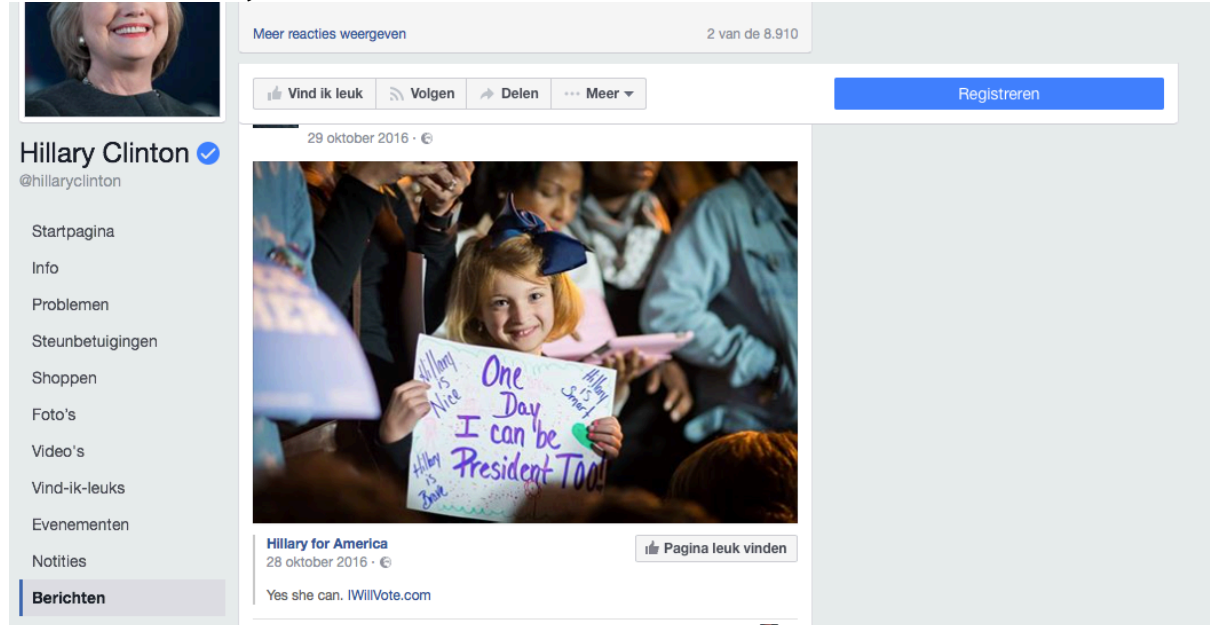 Meer reacties weergeven
2 van de 8.910
Vind ik leuk
Volgen
Delen
Meer
Registreren
Hillary Clinton
@hillaryclinton
Startpagina
Info
Problemen
Steunbetuigingen
Shoppen
Foto's
Video's
Vind-ik-leuks
Evenementen
Notities
Berichten
29 oktober 2016 ·
Hillary
is
Nice
One
Day
I can be
President Too!
Hillary
is
Smart
Hillary
is
Brave
Hillary for America
28 oktober 2016 ·
Pagina leuk vinden
Yes she can. IWillVote.com